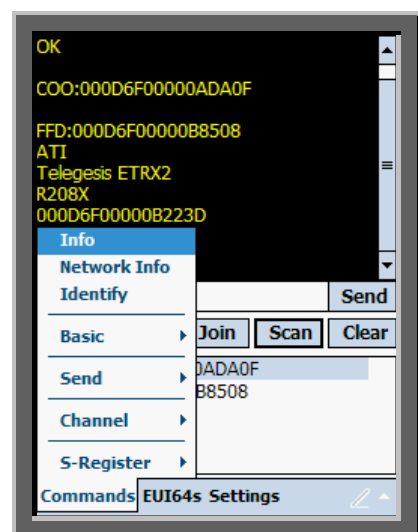 OK
COO:000D6F00000ADA0F
FFD:000D6F00000B8508
ATI
Telegesis ETRX2
R208X
000D6F00000B223D
Info
Network Info
Identify
Send
Basic
Join Scan Clear
0ADA0F
Send
B8508
Channel
S-Register
Commands EUI64s Settings